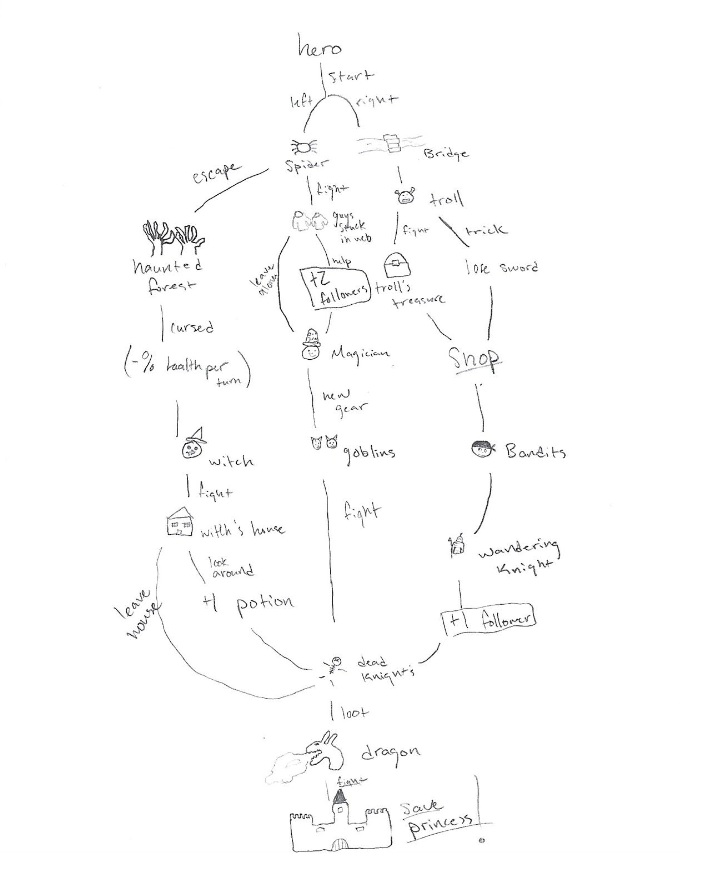 hero
start
left
right
Spider
Bridge
escape
fight
troll
guys
stuck
in web
fight
trick
haunted
forest
leave
alone
help
+2
followers
troll's
treasure
lose sword
cursed
(-% health per
turn)
Magician
Shop
new
gear
witch
goblins
Bandits
fight
fight
witch's house
look
around
wandering
Knight
leave
house
+1 potion
+1 follower
dead
Knight's
loot
dragon
fight
Save
princess!